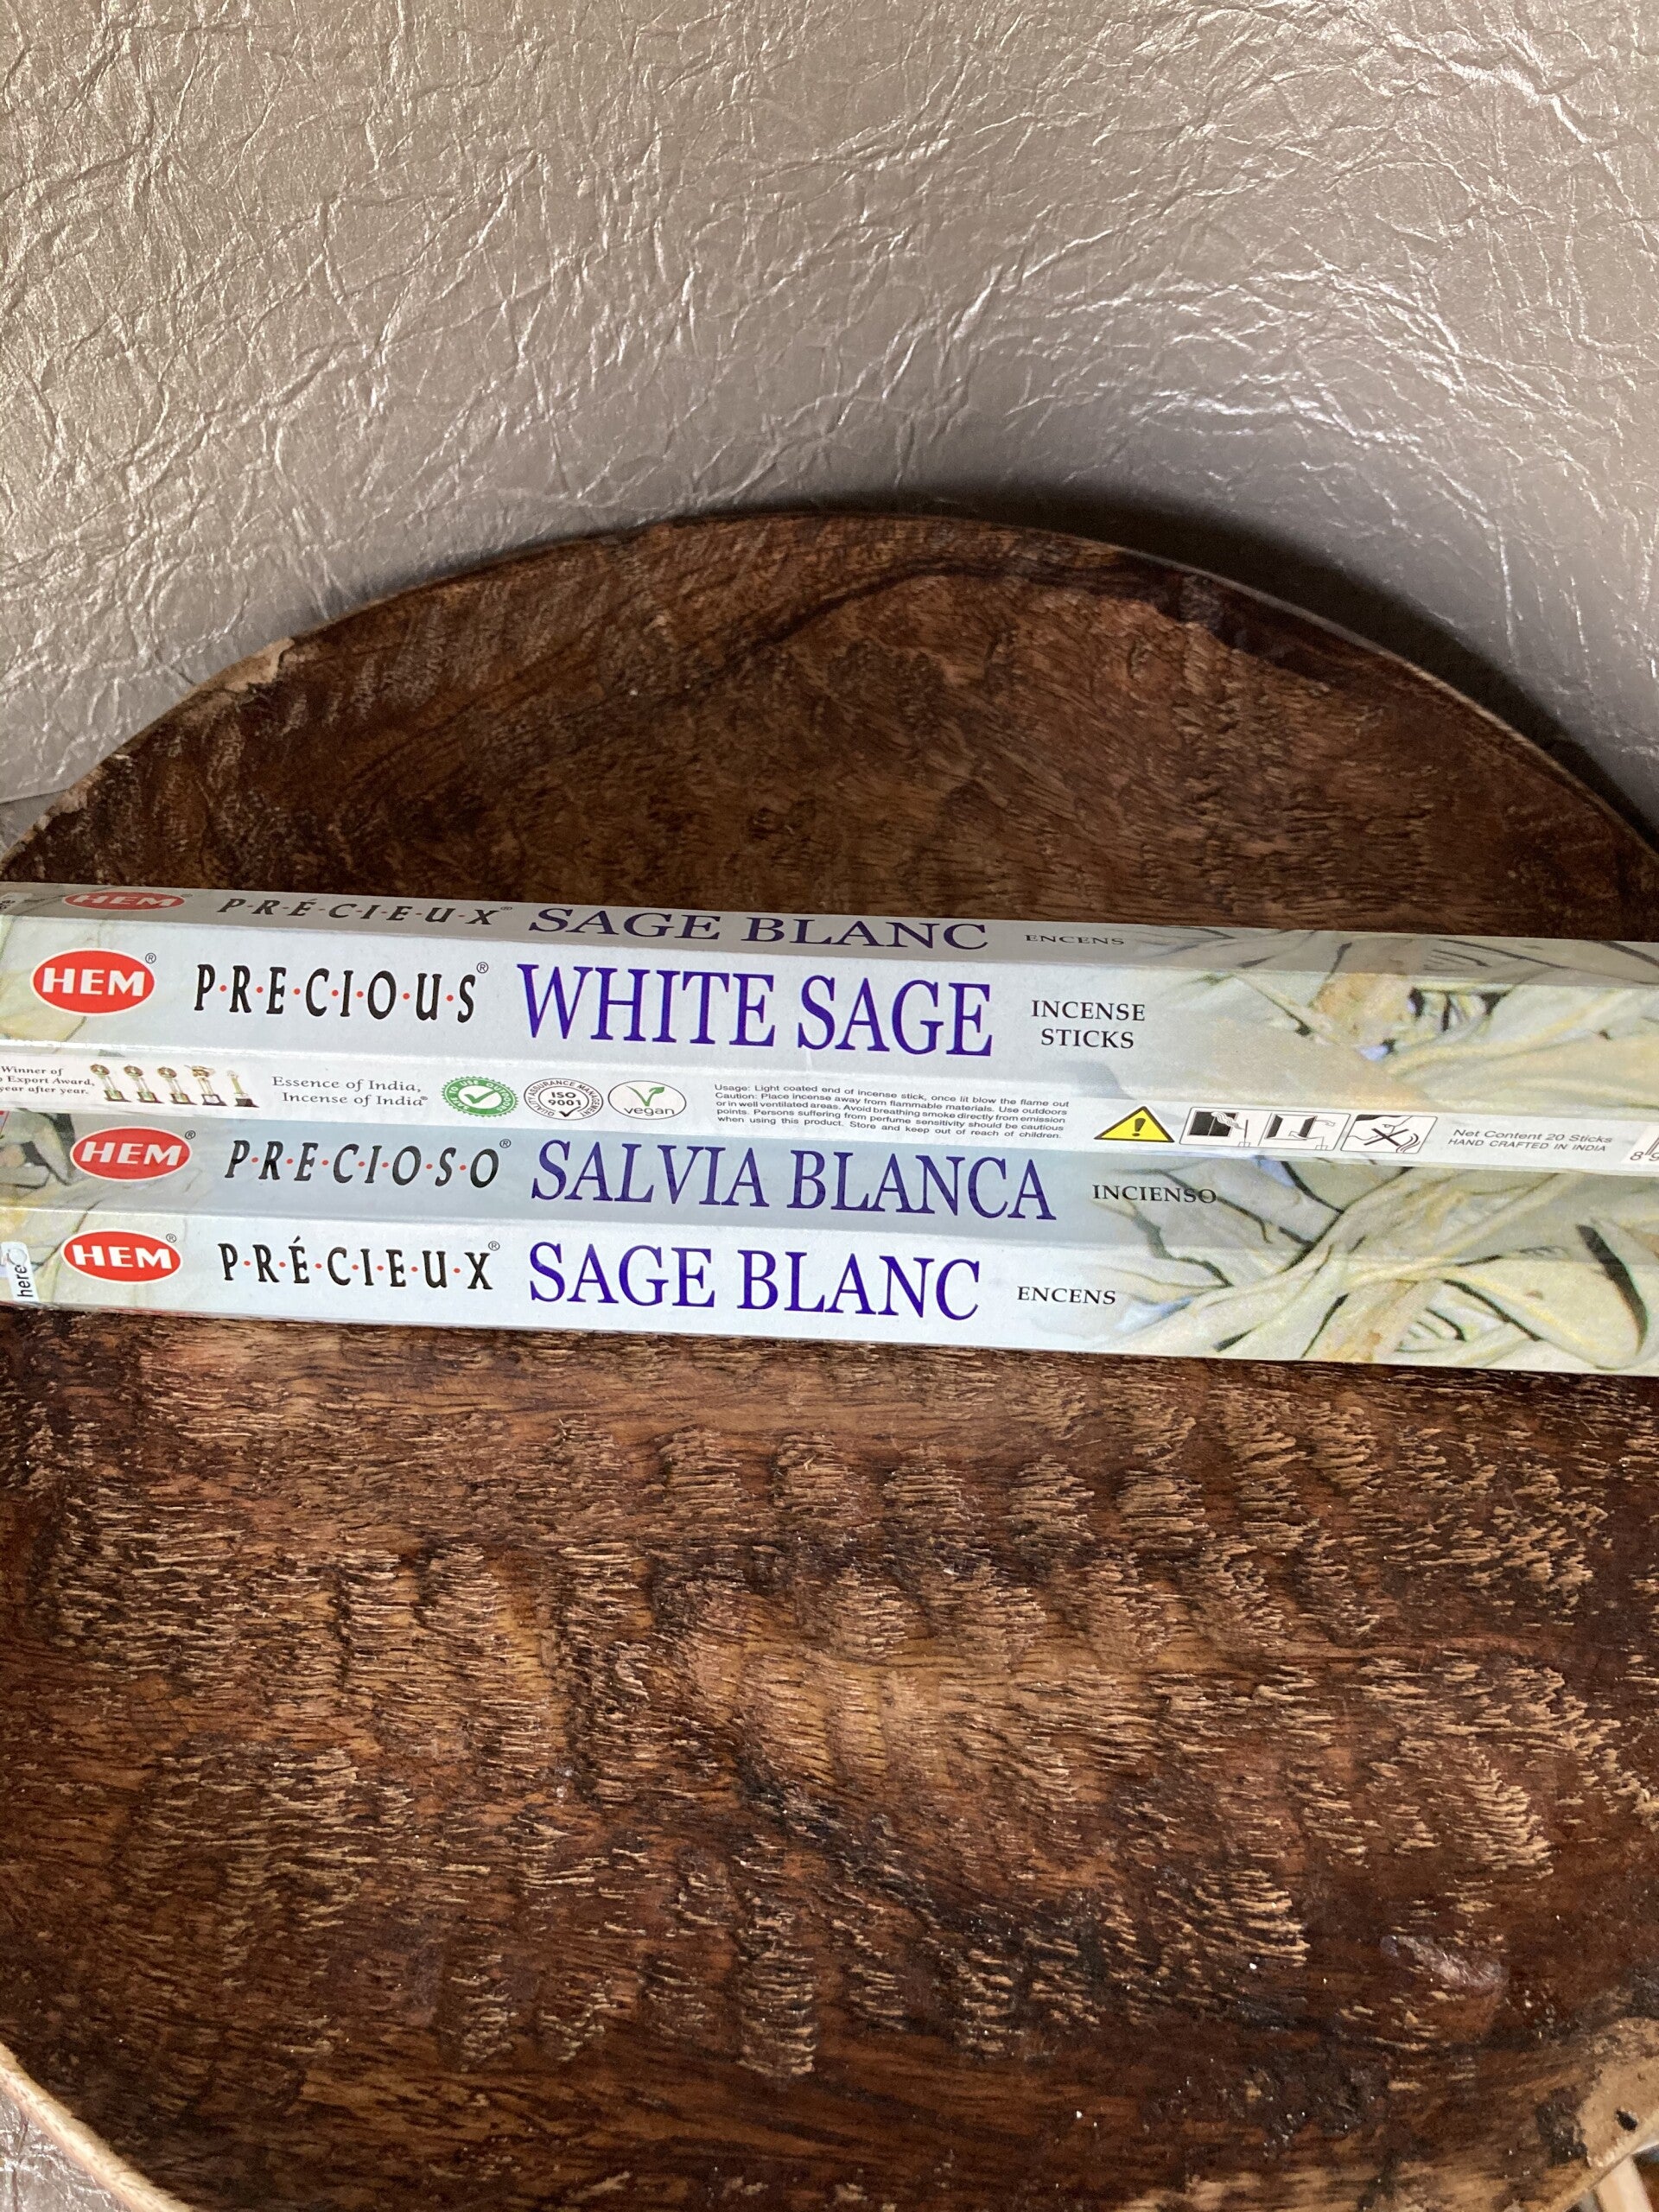 HEM® P·R·É·C·I·E·U·X® SAGE BLANC ENCENS
HEM® P·R·E·C·I·O·U·S® WHITE SAGE INCENSE
STICKS
Winner of
Export Award,
year after year.
Essence of India,
Incense of India®
ISO
9001
vegan
Usage: Light coated end of incense stick, once lit blow the flame out
Caution: Place incense away from flammable materials. Use outdoors
or in well ventilated areas. Avoid breathing smoke directly from emission
points. Persons suffering from perfume sensitivity should be cautious
when using this product. Store and keep out of reach of children.
Net Content 20 Sticks
HAND CRAFTED IN INDIA
HEM® P·R·E·C·I·O·S·O® SALVIA BLANCA INCIENSO
here
HEM® P·R·É·C·I·E·U·X® SAGE BLANC ENCENS